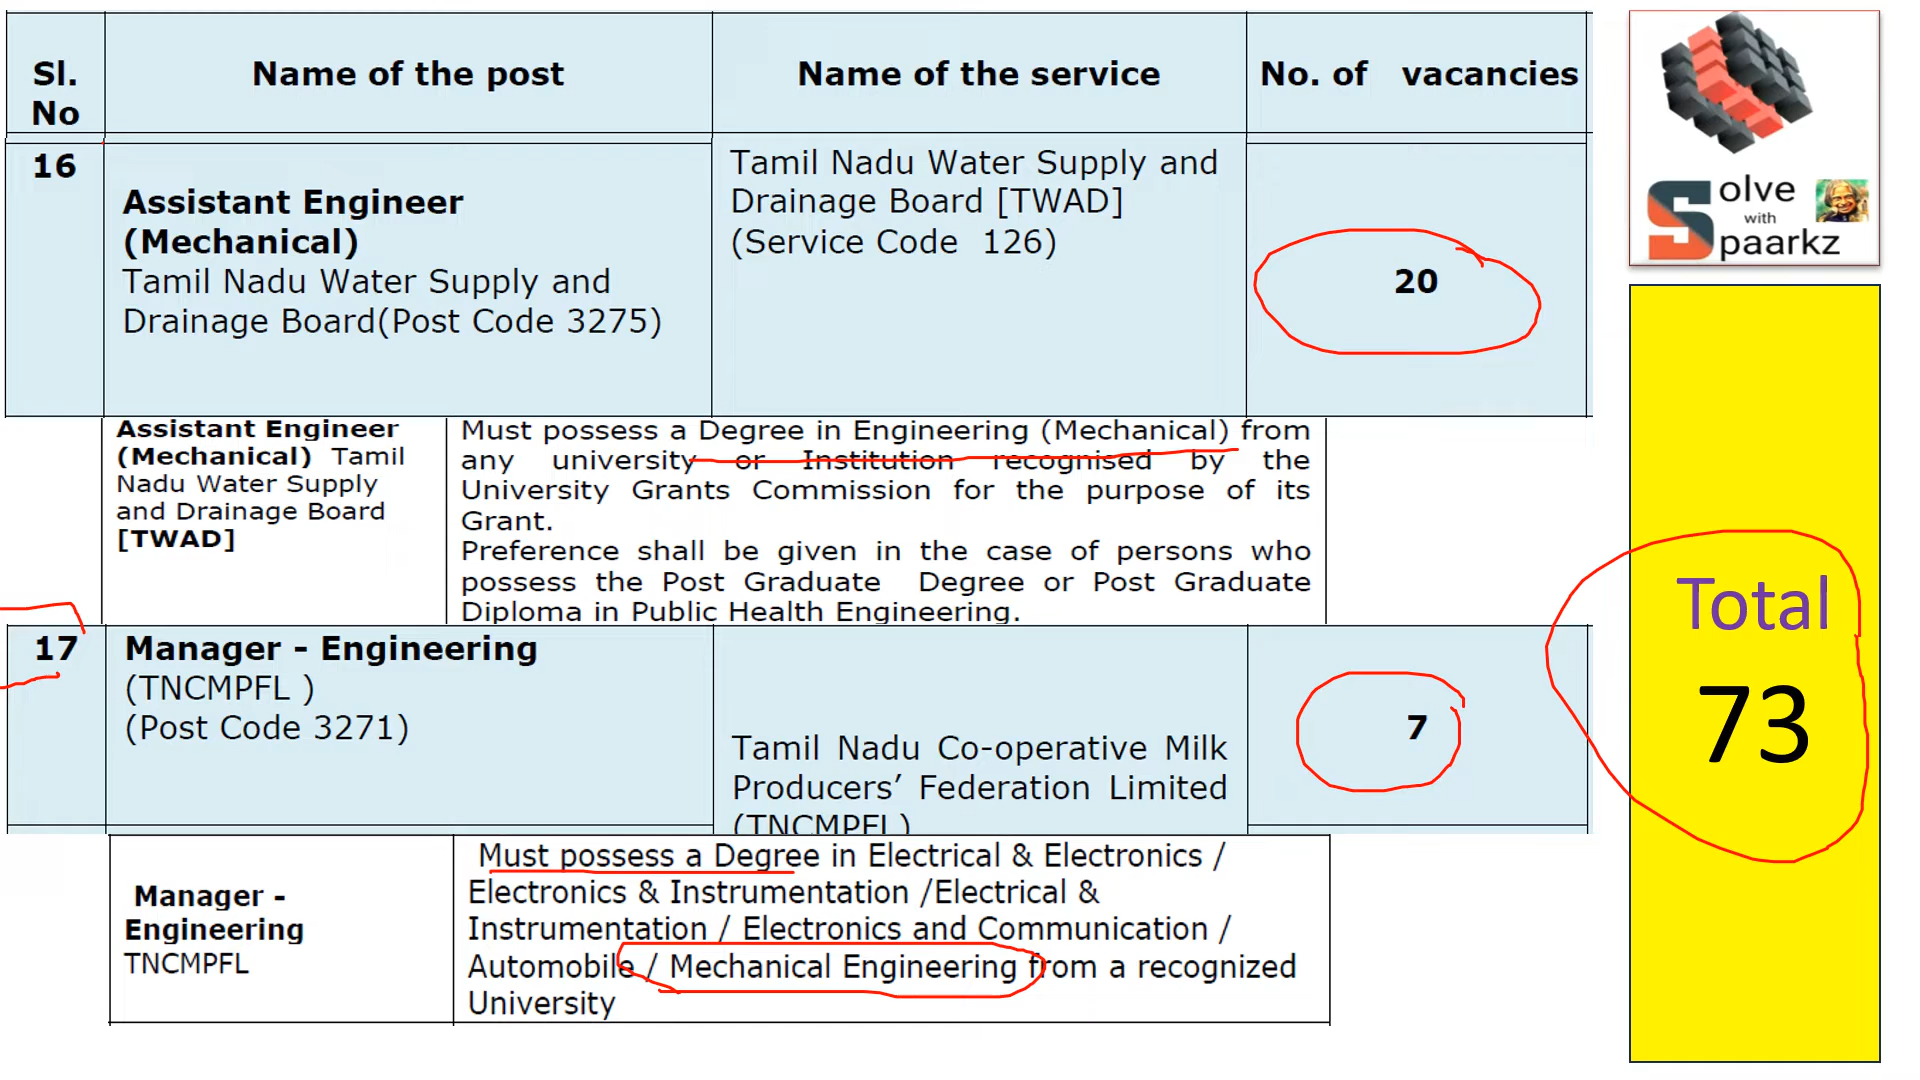 Sl.
No
Name of the post
Name of the service
No. of vacancies
16
Assistant Engineer
(Mechanical)
Tamil Nadu Water Supply and
Drainage Board(Post Code 3275)
Tamil Nadu Water Supply and
Drainage Board [TWAD]
(Service Code 126)
20
Assistant Engineer
(Mechanical) Tamil
Nadu Water Supply
and Drainage Board
[TWAD]
Must possess a Degree in Engineering (Mechanical) from
any university or Institution recognised by the
University Grants Commission for the purpose of its
Grant.
Preference shall be given in the case of persons who
possess the Post Graduate Degree or Post Graduate
Diploma in Public Health Engineering.
17
Manager - Engineering
(TNCMPFL )
(Post Code 3271)
Tamil Nadu Co-operative Milk
Producers’ Federation Limited
(TNCMPFL)
7
Manager -
Engineering
TNCMPFL
Must possess a Degree in Electrical & Electronics /
Electronics & Instrumentation /Electrical &
Instrumentation / Electronics and Communication /
Automobile / Mechanical Engineering from a recognized
University
Solve
with
Spaarkz
Total
73